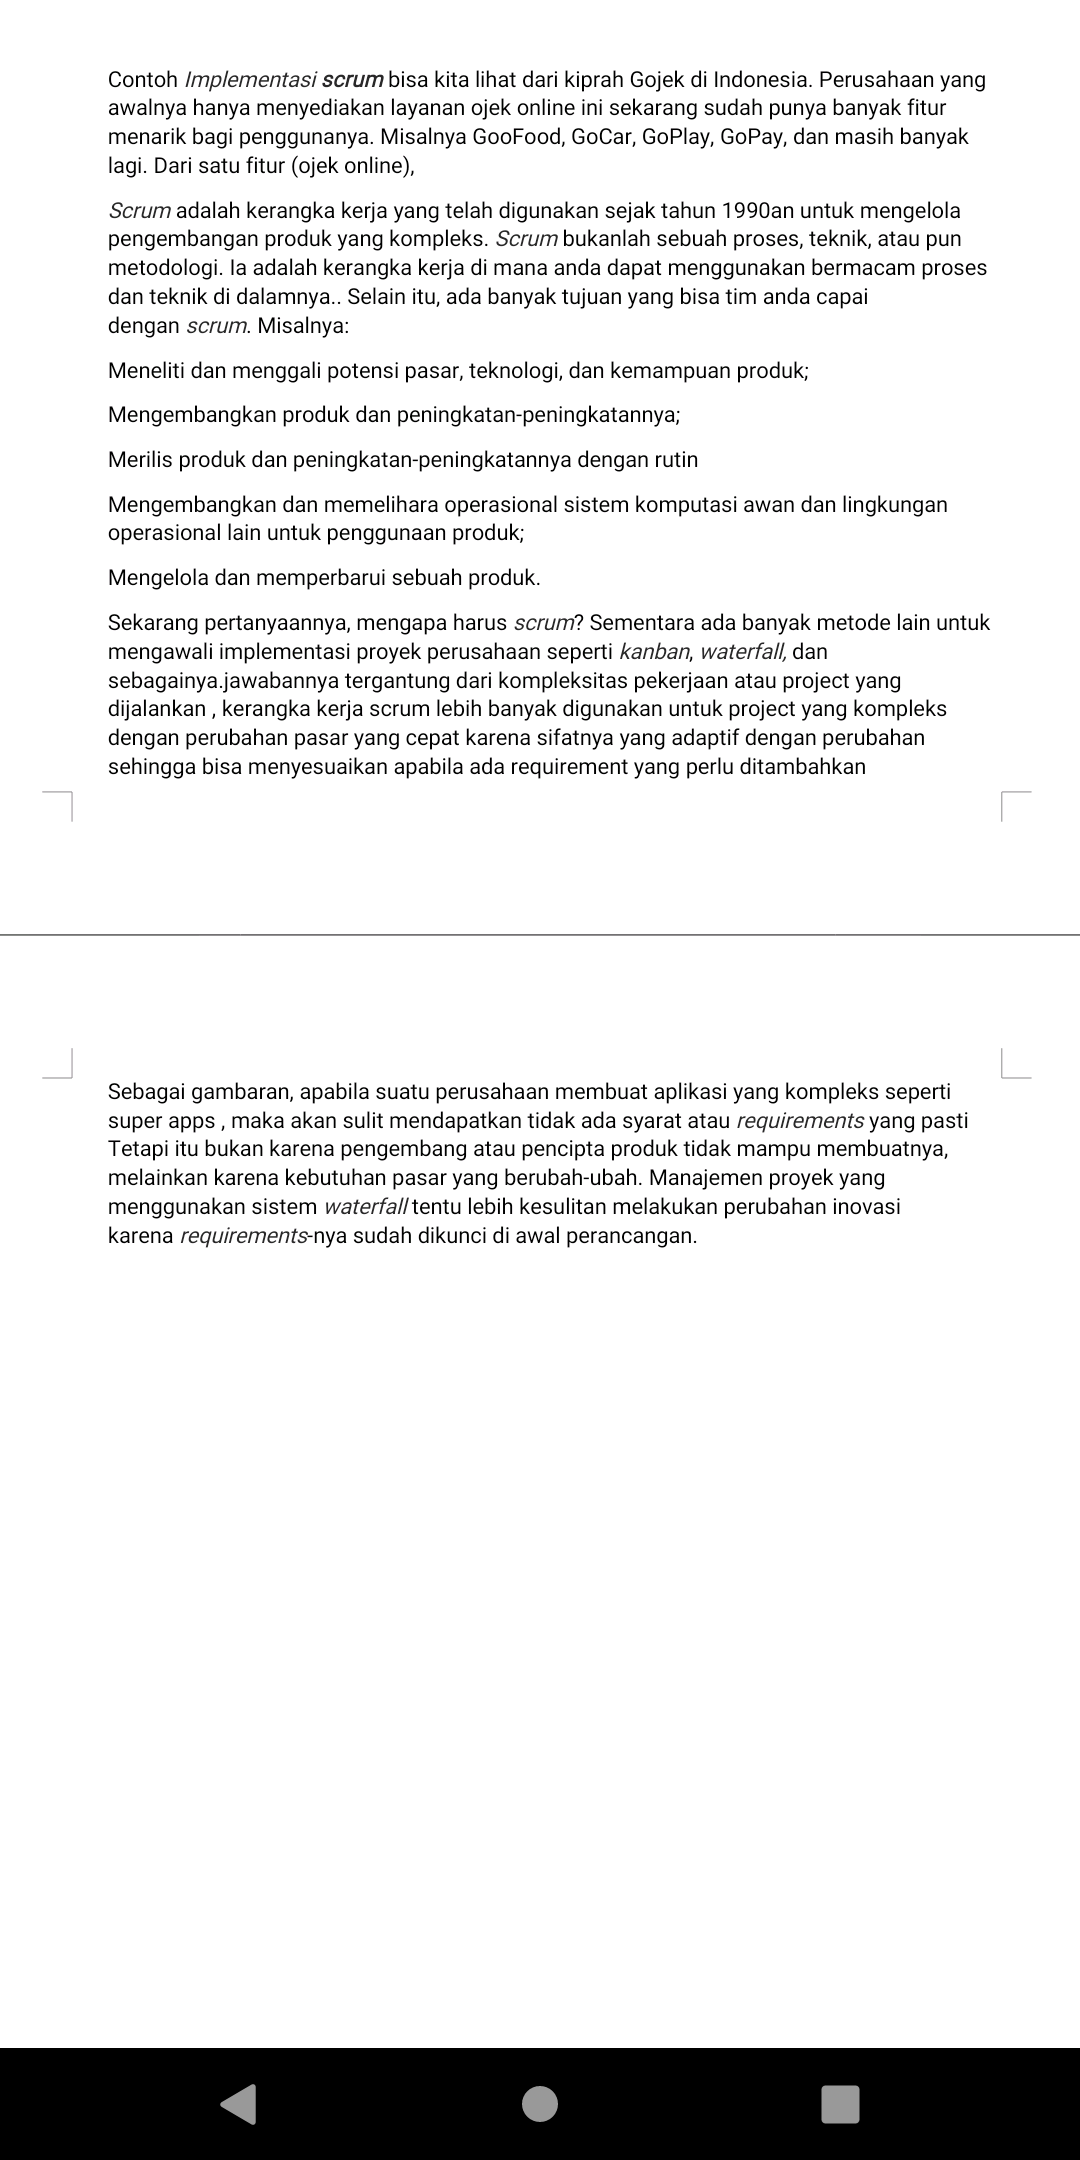 Contoh Implementasi scrum bisa kita lihat dari kiprah Gojek di Indonesia. Perusahaan yang
awalnya hanya menyediakan layanan ojek online ini sekarang sudah punya banyak fitur
menarik bagi penggunanya. Misalnya GooFood, GoCar, GoPlay, GoPay, dan masih banyak
lagi. Dari satu fitur (ojek online),
Scrum adalah kerangka kerja yang telah digunakan sejak tahun 1990an untuk mengelola
pengembangan produk yang kompleks. Scrum bukanlah sebuah proses, teknik, atau pun
metodologi. Ia adalah kerangka kerja di mana anda dapat menggunakan bermacam proses
dan teknik di dalamnya.. Selain itu, ada banyak tujuan yang bisa tim anda capai
dengan scrum. Misalnya:
Meneliti dan menggali potensi pasar, teknologi, dan kemampuan produk;
Mengembangkan produk dan peningkatan-peningkatannya;
Merilis produk dan peningkatan-peningkatannya dengan rutin
Mengembangkan dan memelihara operasional sistem komputasi awan dan lingkungan
operasional lain untuk penggunaan produk;
Mengelola dan memperbarui sebuah produk.
Sekarang pertanyaannya, mengapa harus scrum? Sementara ada banyak metode lain untuk
mengawali implementasi proyek perusahaan seperti kanban, waterfall, dan
sebagainya.jawabannya tergantung dari kompleksitas pekerjaan atau project yang
dijalankan , kerangka kerja scrum lebih banyak digunakan untuk project yang kompleks
dengan perubahan pasar yang cepat karena sifatnya yang adaptif dengan perubahan
sehingga bisa menyesuaikan apabila ada requirement yang perlu ditambahkan
Sebagai gambaran, apabila suatu perusahaan membuat aplikasi yang kompleks seperti
super apps , maka akan sulit mendapatkan tidak ada syarat atau requirements yang pasti
Tetapi itu bukan karena pengembang atau pencipta produk tidak mampu membuatnya,
melainkan karena kebutuhan pasar yang berubah-ubah. Manajemen proyek yang
menggunakan sistem waterfall tentu lebih kesulitan melakukan perubahan inovasi
karena requirements-nya sudah dikunci di awal perancangan.